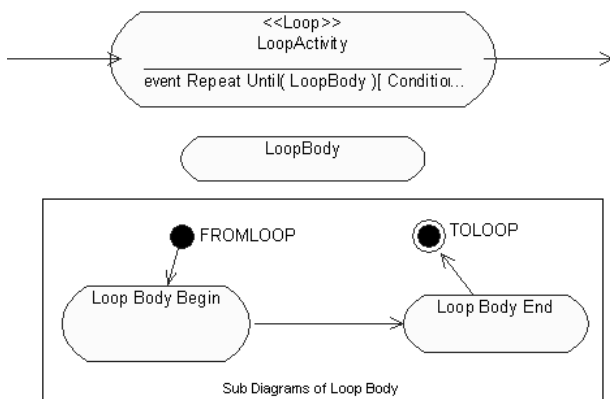 <<Loop>>
LoopActivity
event Repeat Until( LoopBody )[ Conditio...
LoopBody
FROMLOOP
TOLOOP
Loop Body Begin
Loop Body End
Sub Diagrams of Loop Body